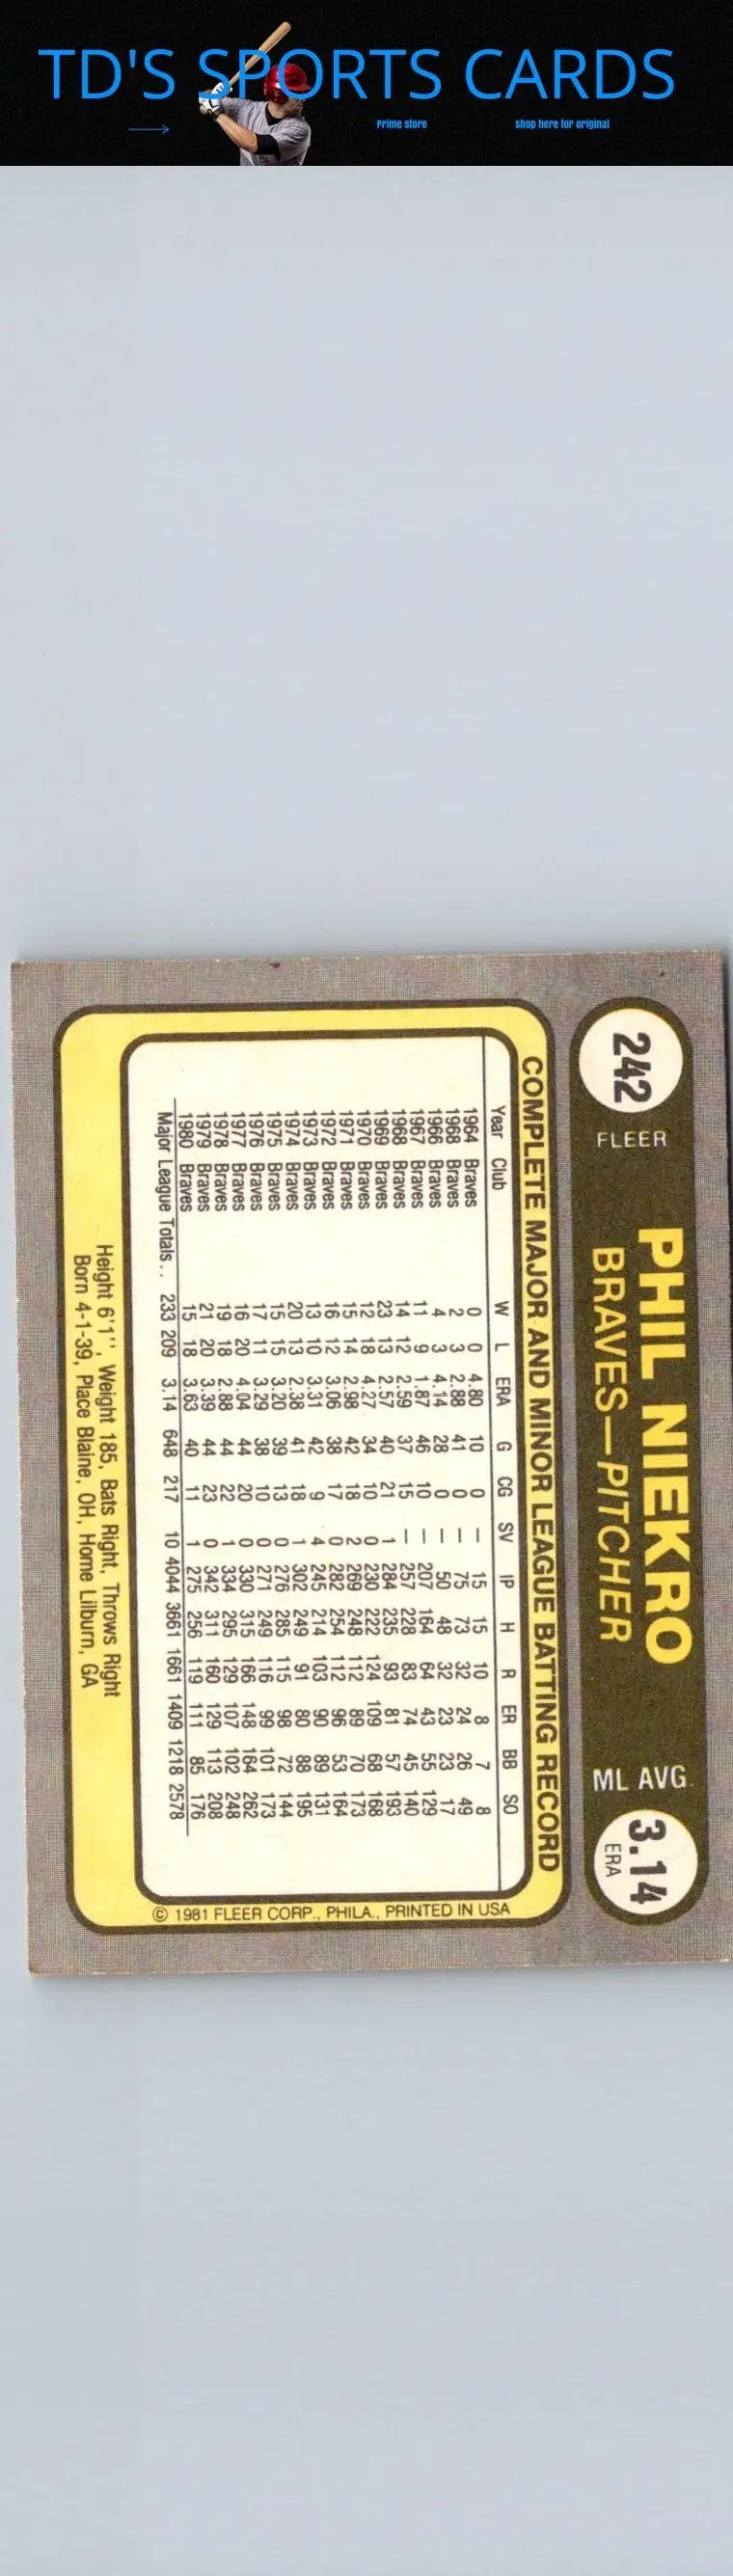 TD'S SPORTS CARDS
Prime store
shop here for original
242 FLEER PHIL NIEKRO ML AVG. 3.14 ERA
BRAVES—PITCHER
COMPLETE MAJOR AND MINOR LEAGUE BATTING RECORD
Year Club W L ERA G CG SV IP H R ER BB SO
1964 Braves 0 0 4.80 10 0 — 15 15 10 8 7 8
1968 Braves 2 3 2.88 41 0 — 75 73 32 24 26 49
1966 Braves 4 3 4.14 28 0 — 50 48 32 23 23 17
1967 Braves 11 9 1.87 46 10 — 207 164 64 43 55 129
1968 Braves 14 12 2.59 37 15 — 257 228 83 74 45 140
1969 Braves 23 13 2.57 40 21 1 284 235 93 81 57 193
1970 Braves 12 18 4.27 34 10 0 230 222 124 109 68 168
1971 Braves 15 14 2.98 42 18 2 269 248 112 89 70 173
1972 Braves 16 12 3.06 38 17 0 282 254 112 96 53 164
1973 Braves 13 10 3.31 42 9 4 245 214 103 90 89 131
1974 Braves 20 13 2.38 41 18 1 302 249 91 80 88 195
1975 Braves 15 15 3.20 39 13 0 276 285 115 98 72 144
1976 Braves 17 11 3.29 38 10 0 271 249 116 99 101 173
1977 Braves 16 20 4.04 44 20 0 330 315 166 148 164 262
1978 Braves 19 18 2.88 44 22 1 334 295 129 107 102 248
1979 Braves 21 20 3.39 44 23 0 342 311 160 129 113 208
1980 Braves 15 18 3.63 40 11 1 275 256 119 111 85 176
Major League Totals.. 233 209 3.14 648 217 10 4044 3661 1661 1409 1218 2578
Height 6'1'', Weight 185, Bats Right, Throws Right
Born 4-1-39, Place Blaine, OH, Home Lilburn, GA
© 1981 FLEER CORP., PHILA., PRINTED IN USA